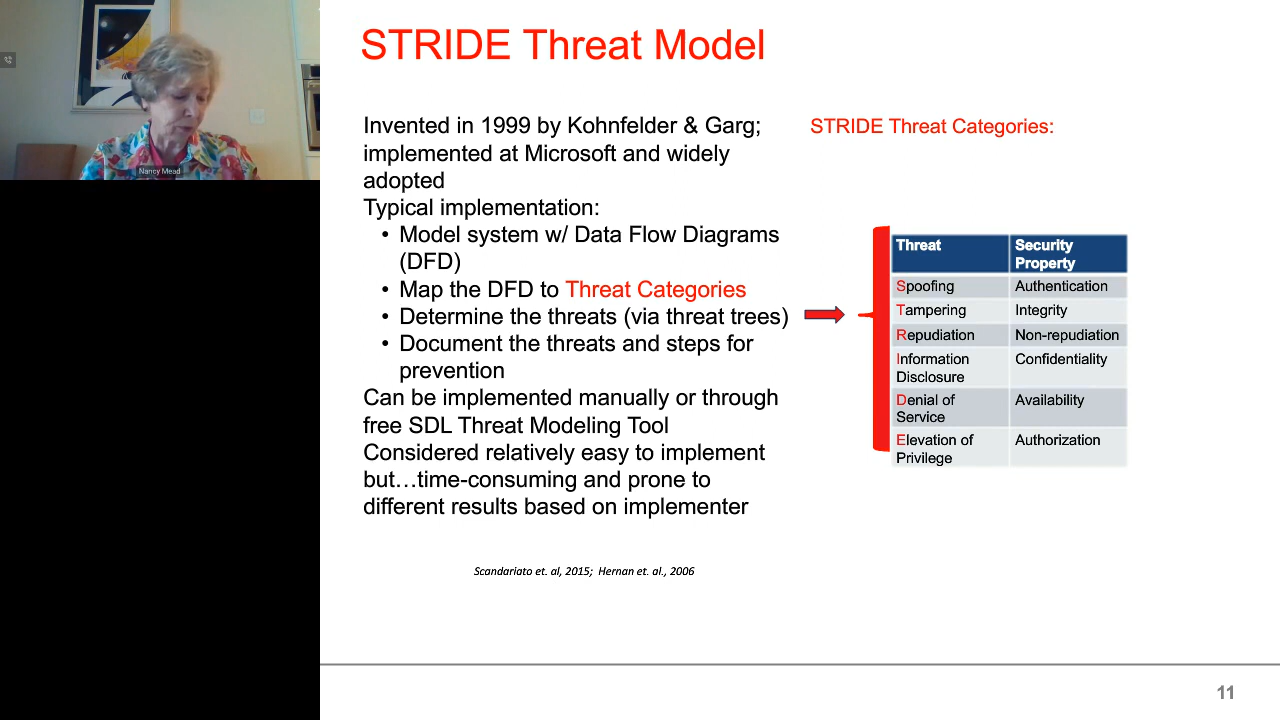 STRIDE Threat Model
Nancy Mead
Invented in 1999 by Kohnfelder & Garg;
implemented at Microsoft and widely
adopted
Typical implementation:
• Model system w/ Data Flow Diagrams
(DFD)
• Map the DFD to Threat Categories
• Determine the threats (via threat trees)
• Document the threats and steps for
prevention
Can be implemented manually or through
free SDL Threat Modeling Tool
Considered relatively easy to implement
but…time-consuming and prone to
different results based on implementer
Scandariato et. al, 2015; Hernan et. al., 2006
STRIDE Threat Categories:
Threat Security
Property
Spoofing Authentication
Tampering Integrity
Repudiation Non-repudiation
Information Confidentiality
Disclosure
Denial of Availability
Service
Elevation of Authorization
Privilege
11